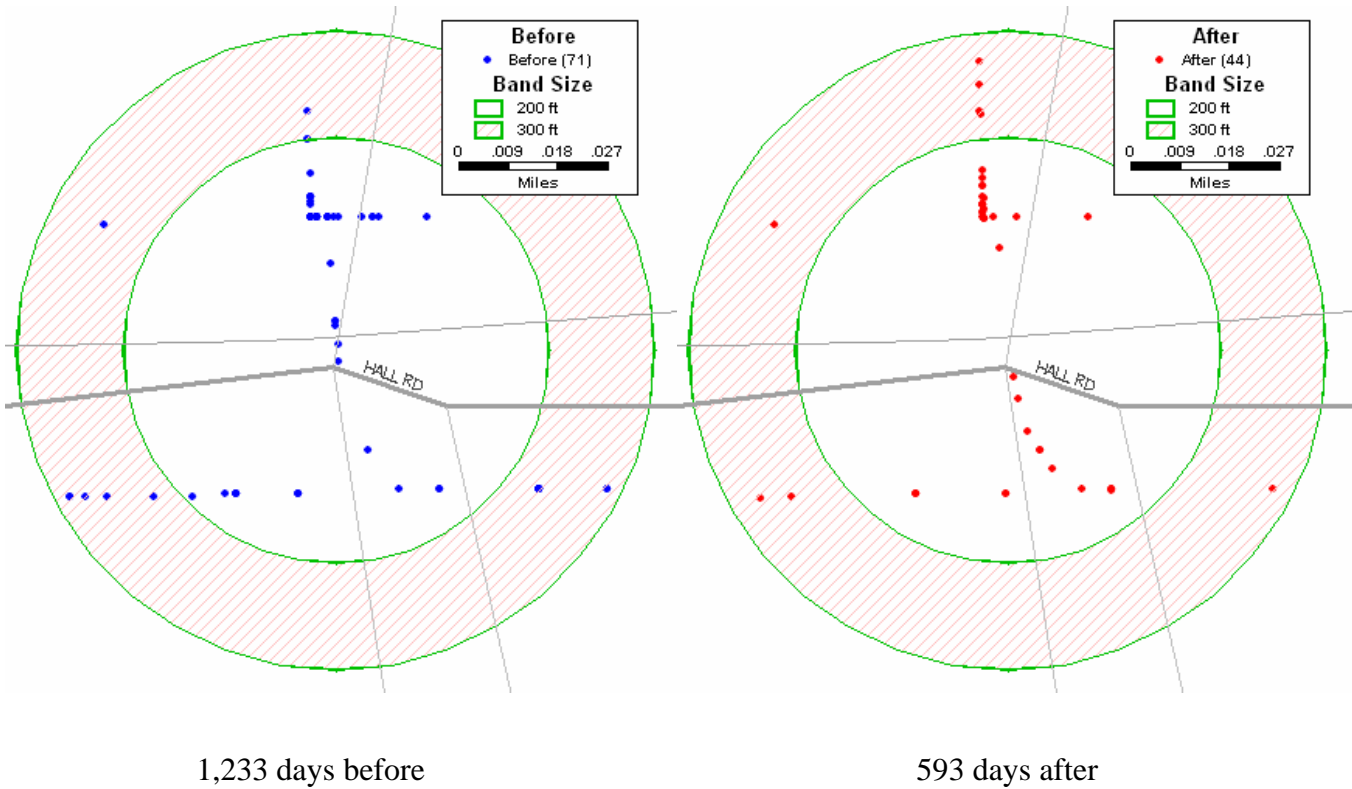 Before
Before (71)
Band Size
200 ft
300 ft
0 .009 .018 .027
Miles
HALL RD
After
After (44)
Band Size
200 ft
300 ft
0 .009 .018 .027
Miles
HALL RD
1,233 days before
593 days after